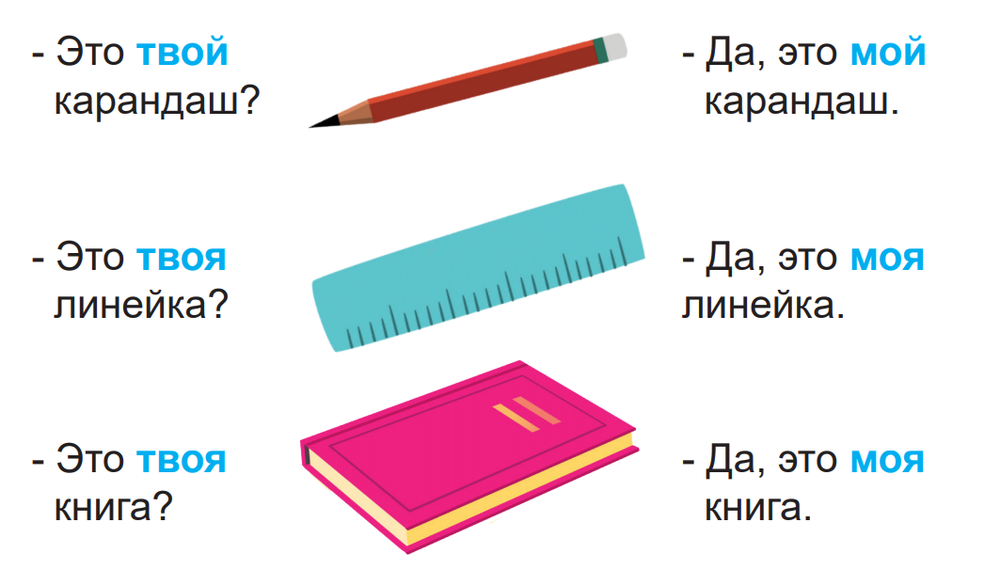 - Это твой
карандаш?
- Да, это мой
карандаш.
- Это твоя
линейка?
- Да, это моя
линейка.
- Это твоя
книга?
- Да, это моя
книга.